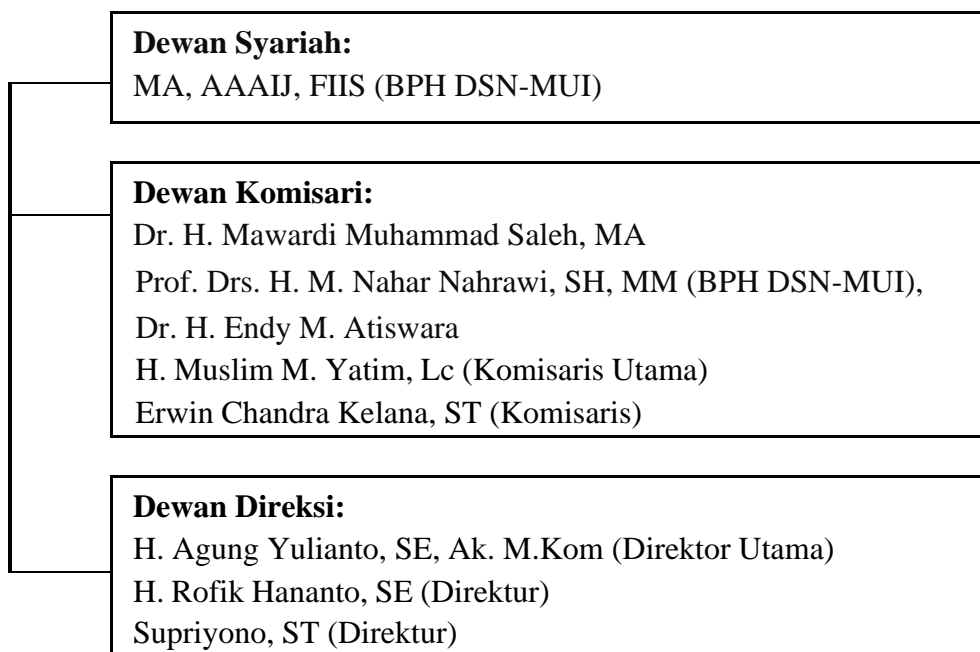 Dewan Syariah:
MA, AAAIJ, FIIS (BPH DSN-MUI)
Dewan Komisari:
Dr. H. Mawardi Muhammad Saleh, MA
Prof. Drs. H. M. Nahar Nahrawi, SH, MM (BPH DSN-MUI),
Dr. H. Endy M. Atiswara
H. Muslim M. Yatim, Lc (Komisaris Utama)
Erwin Chandra Kelana, ST (Komisaris)
Dewan Direksi:
H. Agung Yulianto, SE, Ak. M.Kom (Direktor Utama)
H. Rofik Hananto, SE (Direktur)
Supriyono, ST (Direktur)